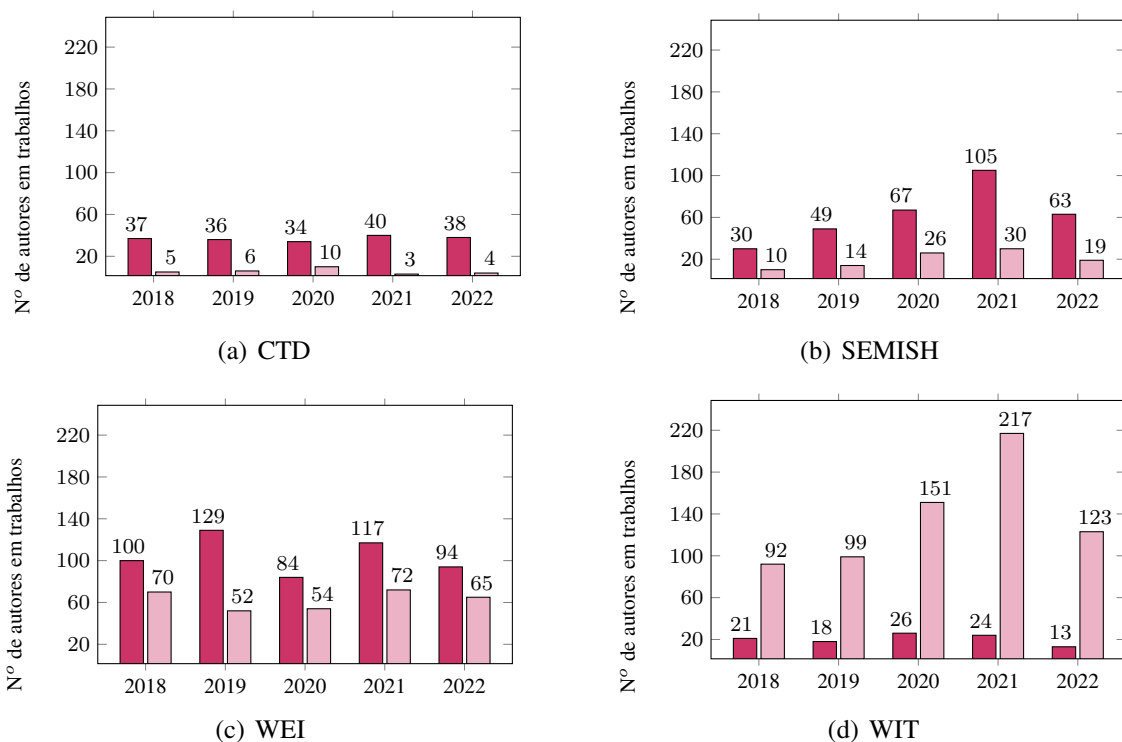 Nº de autores em trabalhos
220
180
140
100
60
20
37 36 34 40 38
5 6 10 3 4
2018 2019 2020 2021 2022
(a) CTD
Nº de autores em trabalhos
220
180
140
100
60
20
30 49 67 105 63
10 14 26 30 19
2018 2019 2020 2021 2022
(b) SEMISH
Nº de autores em trabalhos
220
180
140
100
60
20
100 129 84 117 94
70 52 54 72 65
2018 2019 2020 2021 2022
(c) WEI
Nº de autores em trabalhos
220
180
140
100
60
20
21 18 26 24 13
92 99 151 217 123
2018 2019 2020 2021 2022
(d) WIT